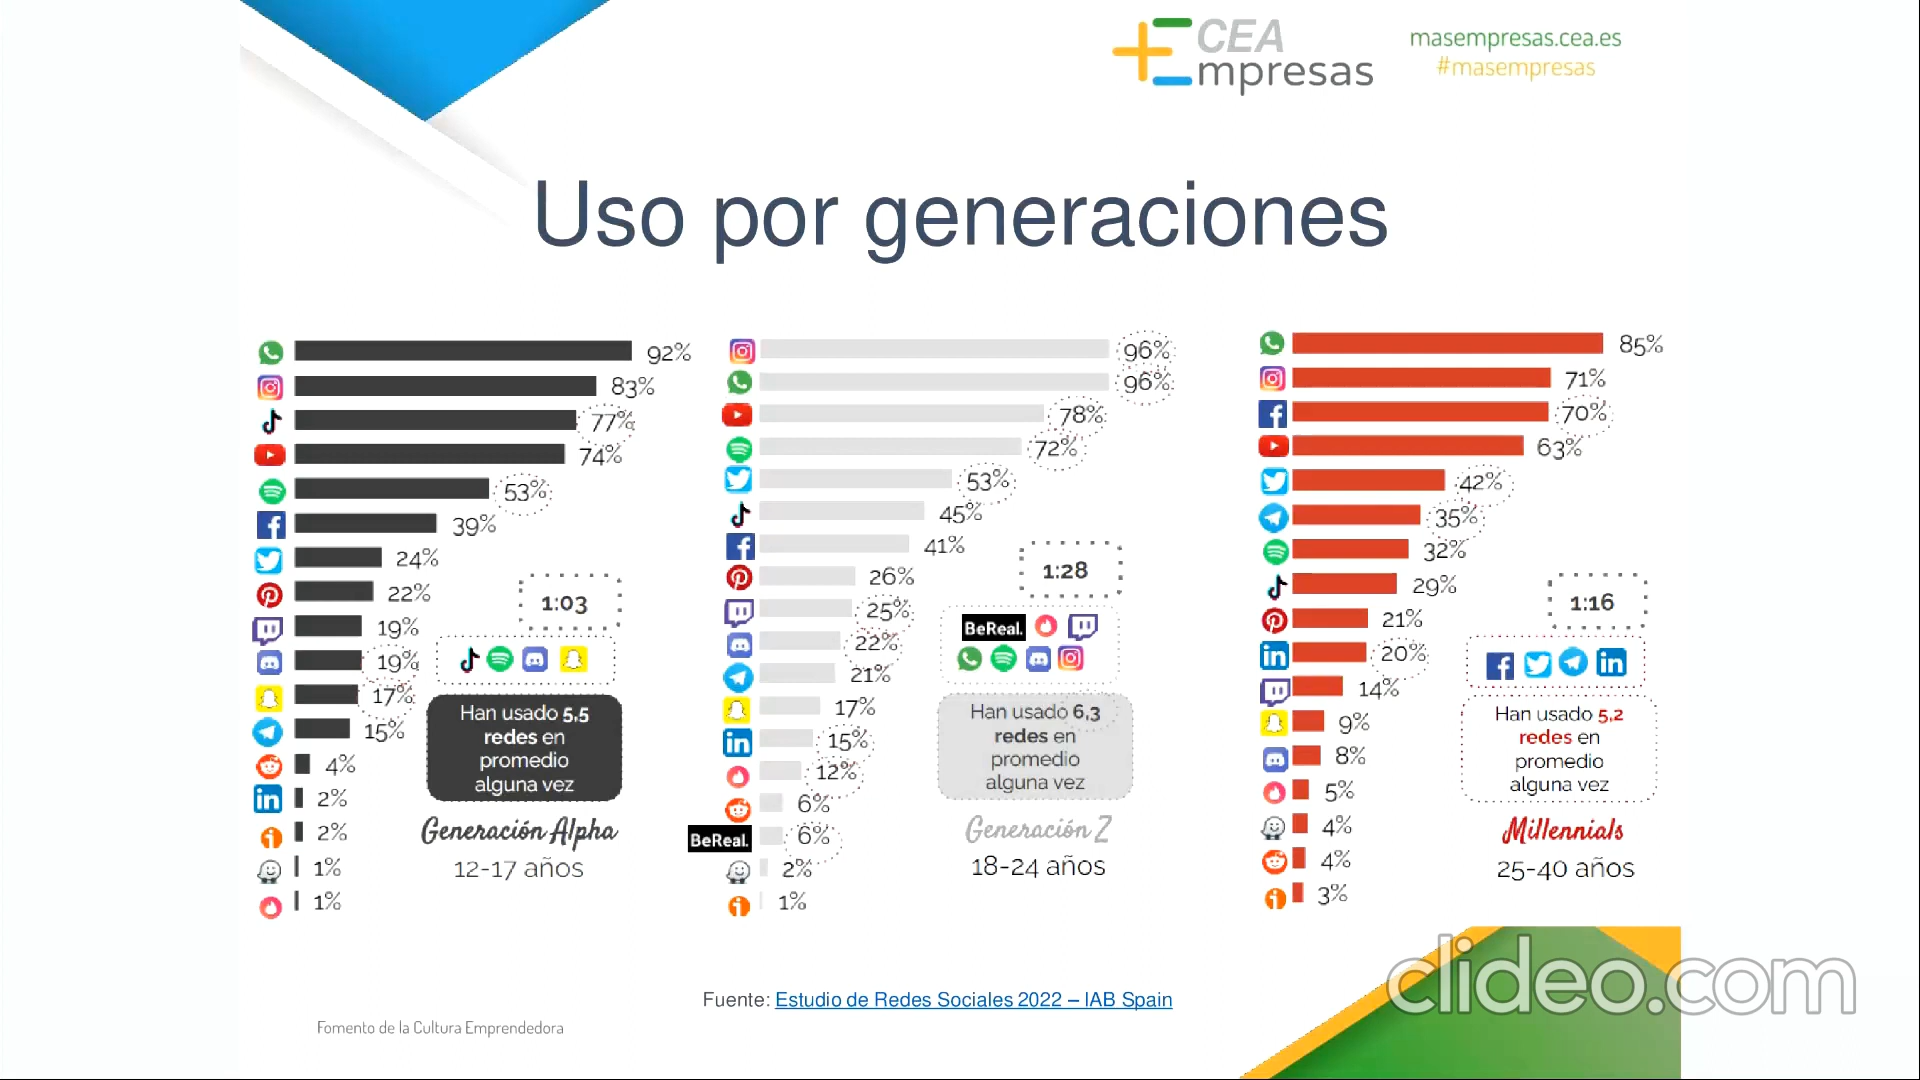 CEA
Empresas
masempresas.cea.es
#masempresas
Uso por generaciones
92%
83%
77%
74%
53%
39%
24%
22%
19%
19%
17%
15%
4%
2%
2%
1%
1%
1:03
Han usado 5,5
redes en
promedio
alguna vez
Generación Alpha
12-17 años
96%
96%
78%
72%
53%
45%
41%
26%
25%
22%
21%
17%
15%
12%
6%
BeReal. 6%
2%
1%
1:28
BeReal.
Han usado 6,3
redes en
promedio
alguna vez
Generación Z
18-24 años
85%
71%
70%
63%
42%
35%
32%
29%
21%
20%
14%
9%
8%
5%
4%
4%
3%
1:16
Han usado 5,2
redes en
promedio
alguna vez
Millennials
25-40 años
Fuente: Estudio de Redes Sociales 2022 – IAB Spain
Fomento de la Cultura Emprendedora
clideo.com